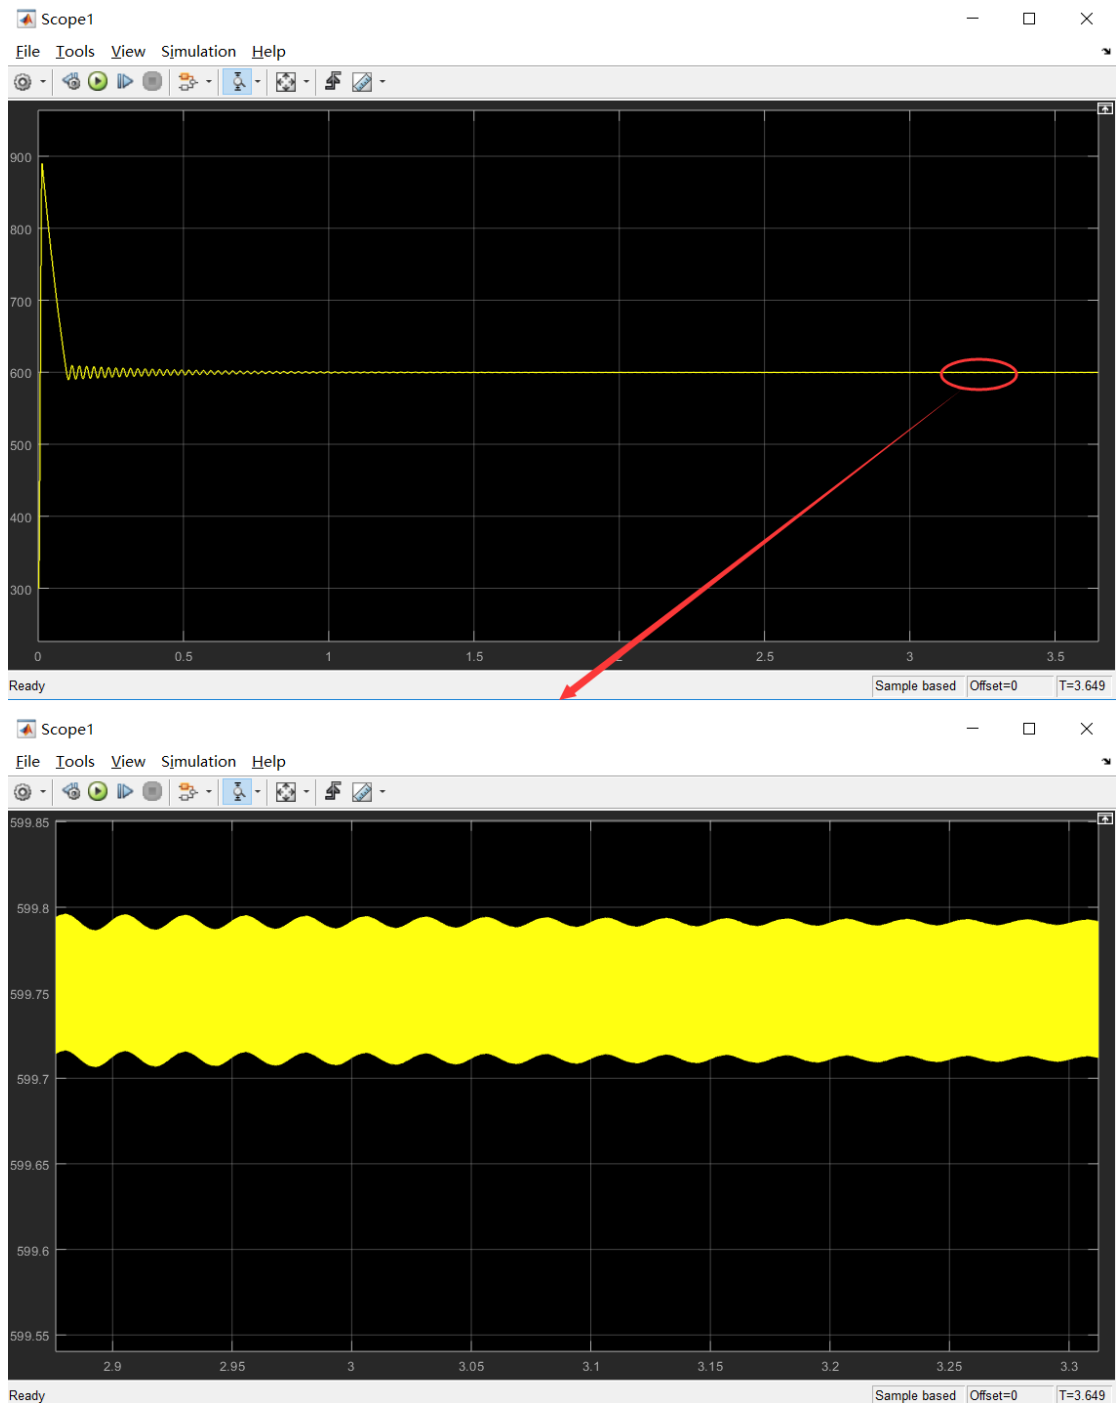 Scope1
File Tools View Simulation Help
900
800
700
600
500
400
300
0 0.5 1 1.5 2 2.5 3 3.5
Ready Sample based Offset=0 T=3.649
Scope1
File Tools View Simulation Help
599.85
599.8
599.75
599.7
599.65
599.6
599.55
2.9 2.95 3 3.05 3.1 3.15 3.2 3.25 3.3
Ready Sample based Offset=0 T=3.649